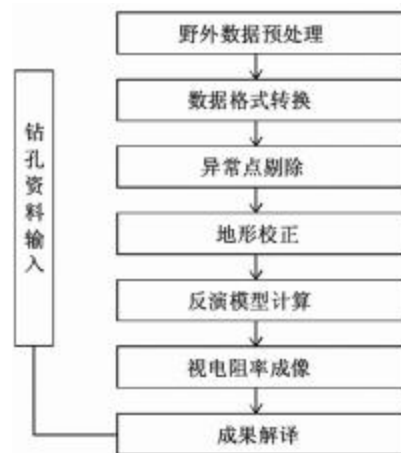 野外数据预处理
数据格式转换
异常点剔除
地形校正
反演模型计算
视电阻率成像
成果解译
钻孔资料输入